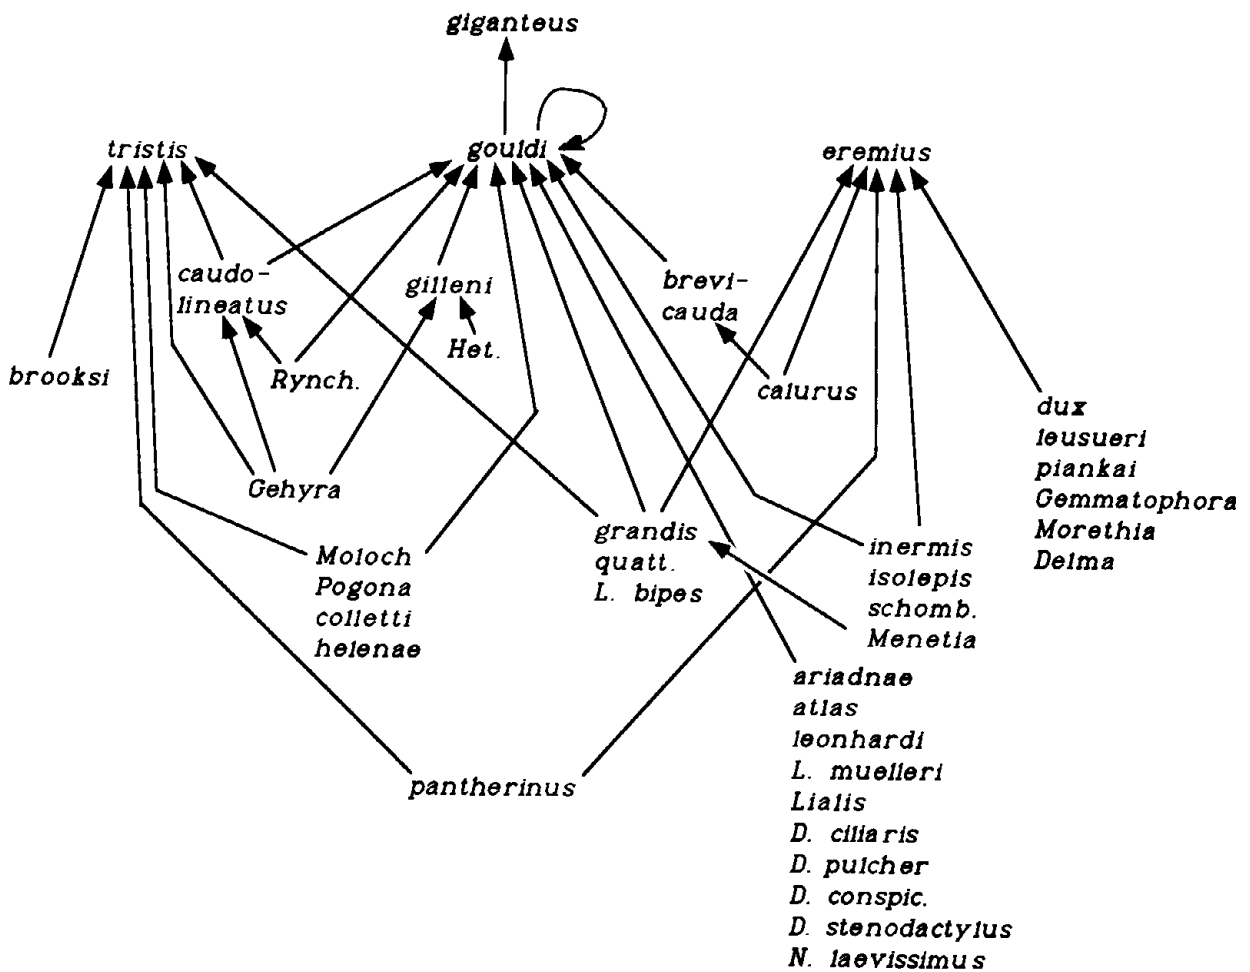 giganteus
tristis
gouldi
eremius
caudo-
lineatus
gilleni
brevi-
cauda
Het.
brooksi
Rynch.
calurus
dux
leusueri
piankai
Gemmatophora
Morethia
Delma
Gehyra
grandis
quatt.
L. bipes
inermis
isolepis
schomb.
Menetia
Moloch
Pogona
colletti
helenae
ariadnae
atlas
leonhardi
L. muelleri
Lialis
D. ciliaris
D. pulcher
D. conspic.
D. stenodactylus
N. laevissimus
pantherinus